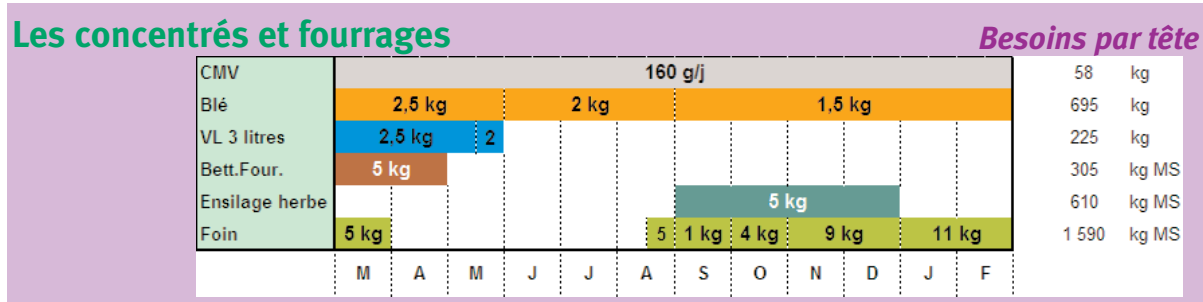 Les concentrés et fourrages Besoins par tête
CMV 160 g/j 58 kg
Blé 2,5 kg 2 kg 1,5 kg 695 kg
VL 3 litres 2,5 kg 2 225 kg
Bett.Four. 5 kg 305 kg MS
Ensilage herbe 5 kg 610 kg MS
Foin 5 kg 5 1 kg 4 kg 9 kg 11 kg 1 590 kg MS
M A M J J A S O N D J F